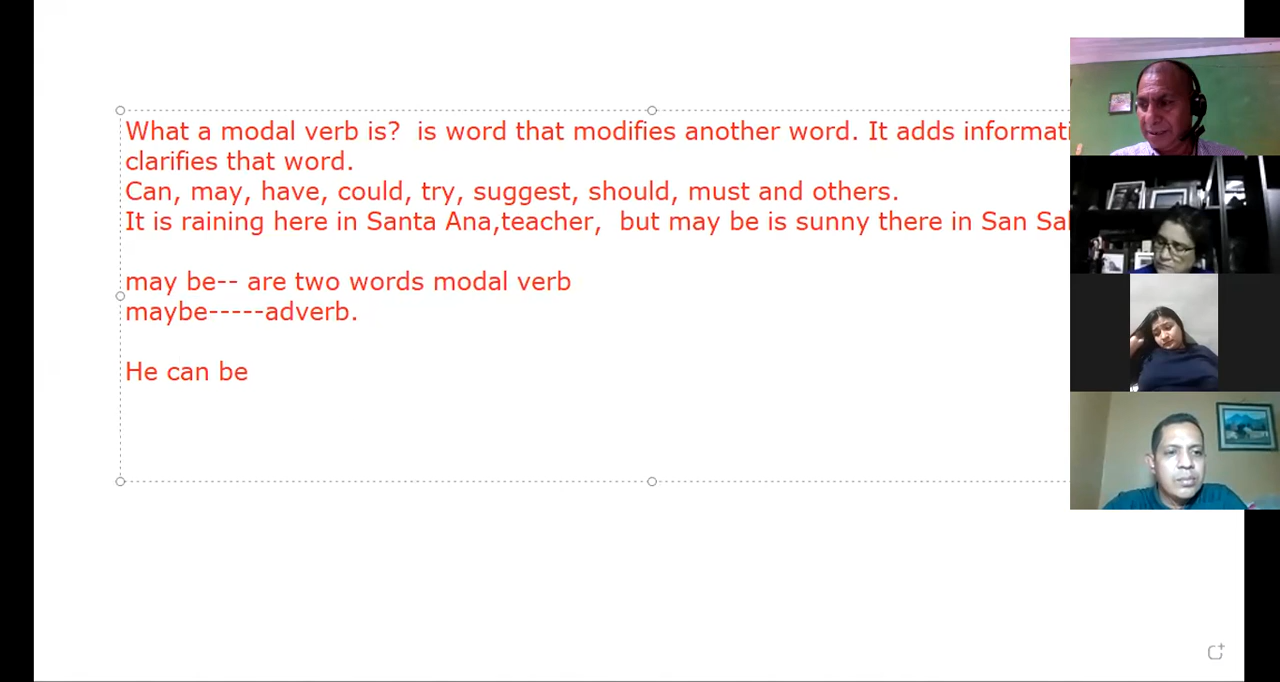 What a modal verb is?  is word that modifies another word. It adds
clarifies that word.
Can, may, have, could, try, suggest, should, must and others.
It is raining here in Santa Ana,teacher,  but may be is sunny there in San
may be-- are two words modal verb
maybe-----adverb.
He can be